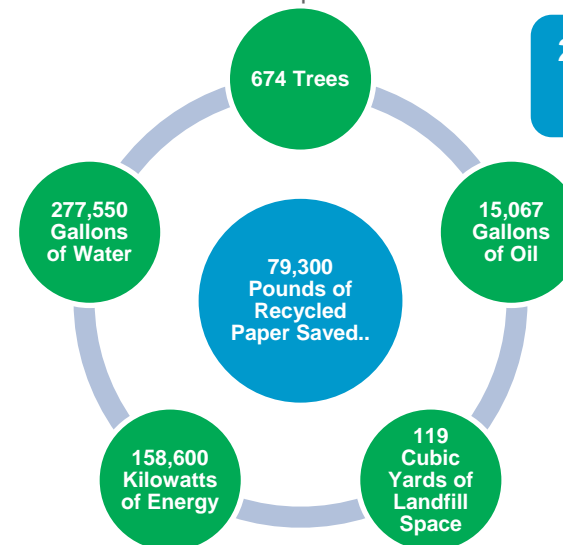 674 Trees
2
277,550
Gallons
of Water
15,067
Gallons
of Oil
79,300
Pounds of
Recycled
Paper Saved..
158,600
Kilowatts
of Energy
119
Cubic
Yards of
Landfill
Space